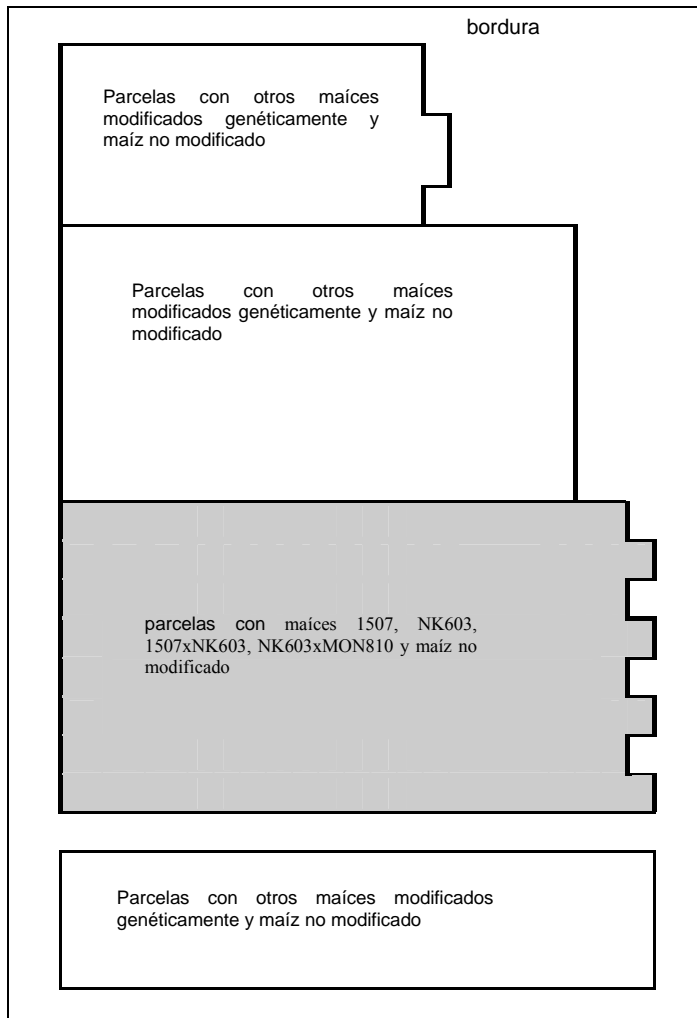 bordura
Parcelas con otros maíces
modificados genéticamente y
maíz no modificado
Parcelas con otros maíces
modificados genéticamente y maíz no
modificado
parcelas con maíces 1507, NK603,
1507xNK603, NK603xMON810 y maíz no
modificado
Parcelas con otros maíces modificados
genéticamente y maíz no modificado